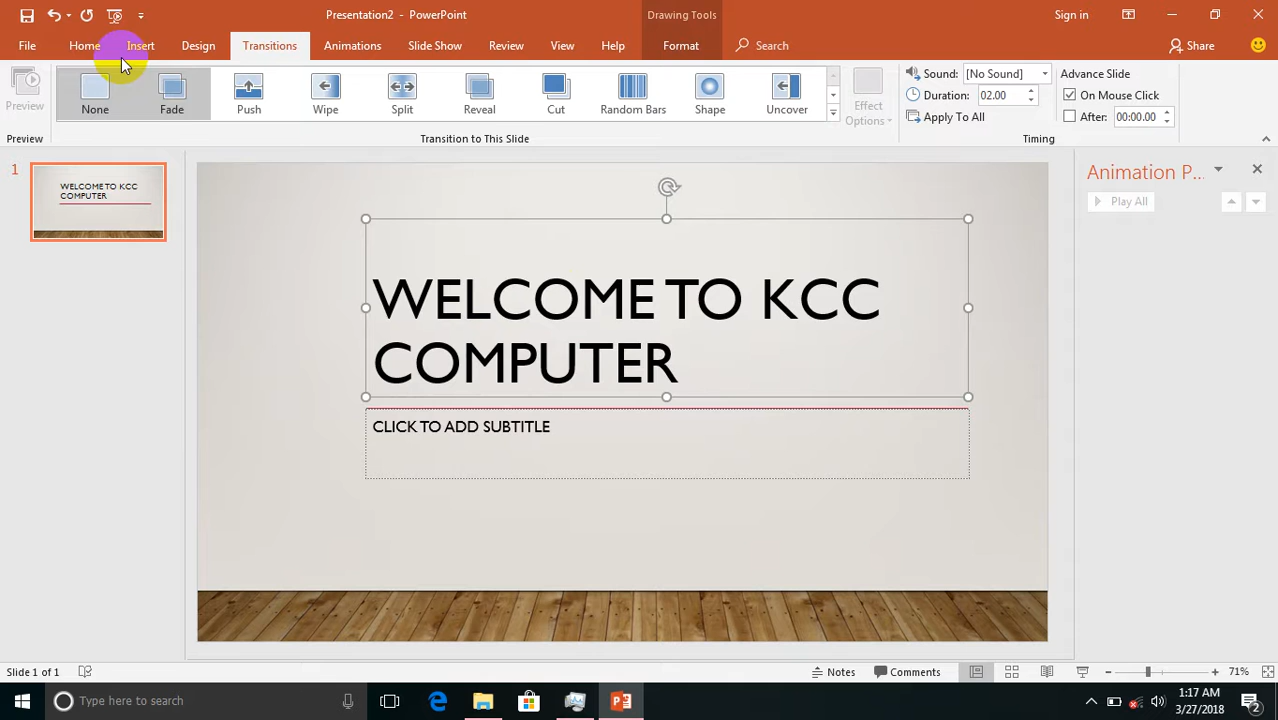 Presentation2 - PowerPoint
Drawing Tools
Sign in
File
Home
Insert
Design
Transitions
Animations
Slide Show
Review
View
Help
Format
Search
Share
Preview
None
Fade
Push
Wipe
Split
Reveal
Cut
Random Bars
Shape
Uncover
Effect
Options
Sound: [No Sound]
Duration: 02.00
Apply To All
Advance Slide
On Mouse Click
After: 00:00.00
Preview
Transition to This Slide
Timing
1
WELCOME TO KCC
COMPUTER
WELCOME TO KCC
COMPUTER
CLICK TO ADD SUBTITLE
Animation P...
Play All
Slide 1 of 1
Notes
Comments
71%
Type here to search
1:17 AM
3/27/2018
2